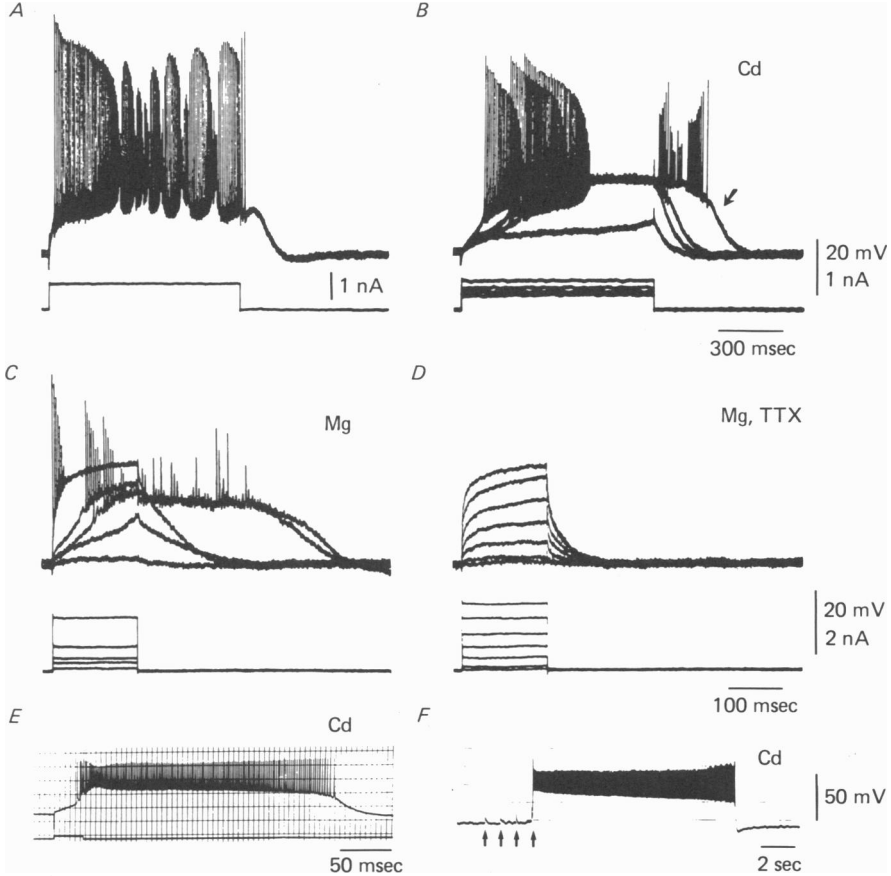 A
B
Cd
1 nA
20 mV
1 nA
300 msec
C
Mg
D
Mg, TTX
20 mV
2 nA
100 msec
E
Cd
50 msec
F
Cd
50 mV
2 sec